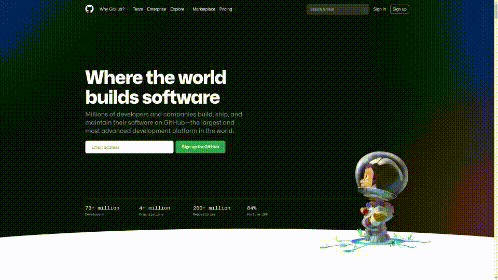 Why GitHub? Team Enterprise Explore Marketplace Pricing
Sign in
Sign up
Where the world
builds software
Millions of developers and companies build, ship, and
maintain their software on GitHub—the largest and
most advanced development platform in the world.
Email address
Sign up for GitHub
73+ million
4+ million
200+ million
84%
Developers
Organizations
Repositories
Fortune 100